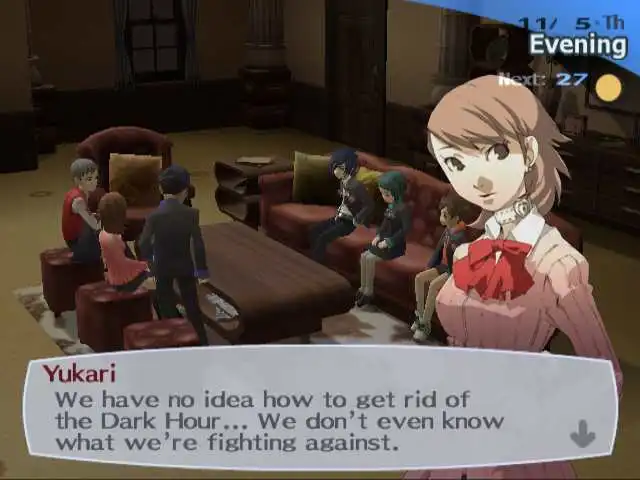 11/ 5·Th
Evening
Next: 27
Yukari
We have no idea how to get rid of
the Dark Hour... We don't even know
what we're fighting against.